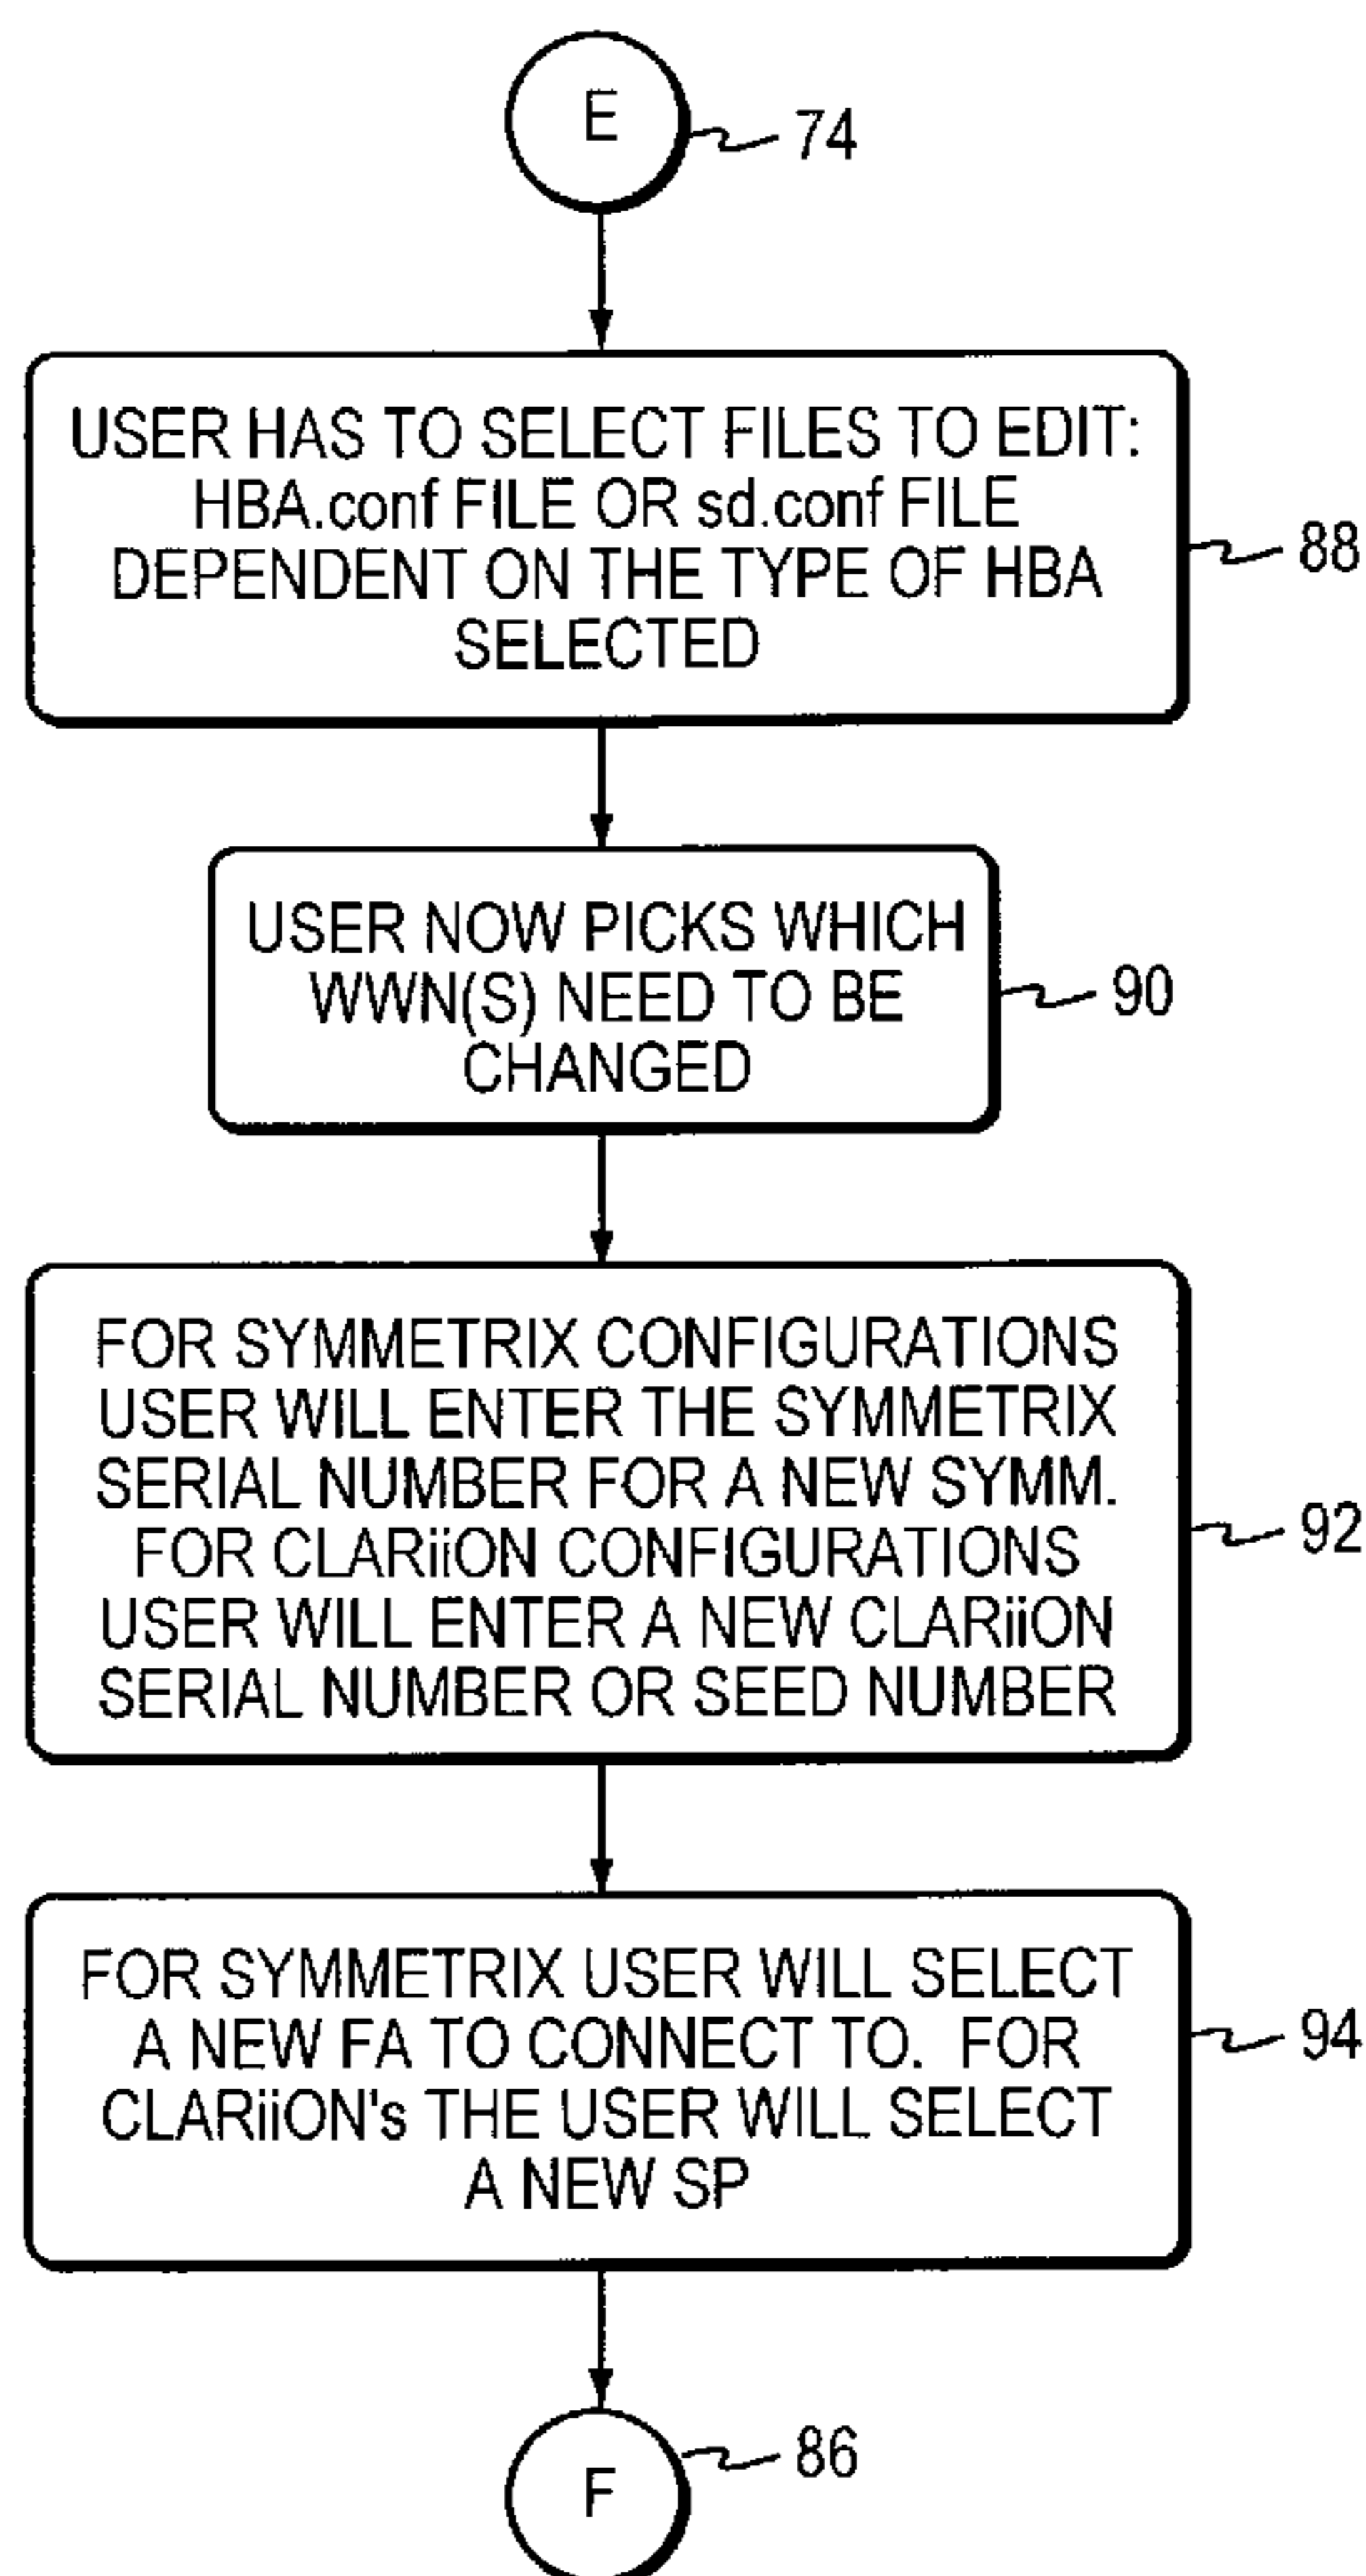 E
74
USER HAS TO SELECT FILES TO EDIT:
HBA.conf FILE OR sd.conf FILE
DEPENDENT ON THE TYPE OF HBA
SELECTED
88
USER NOW PICKS WHICH
WWN(S) NEED TO BE
CHANGED
90
FOR SYMMETRIX CONFIGURATIONS
USER WILL ENTER THE SYMMETRIX
SERIAL NUMBER FOR A NEW SYMM.
FOR CLARiiON CONFIGURATIONS
USER WILL ENTER A NEW CLARiiON
SERIAL NUMBER OR SEED NUMBER
92
FOR SYMMETRIX USER WILL SELECT
A NEW FA TO CONNECT TO. FOR
CLARiiON's THE USER WILL SELECT
A NEW SP
94
F
86